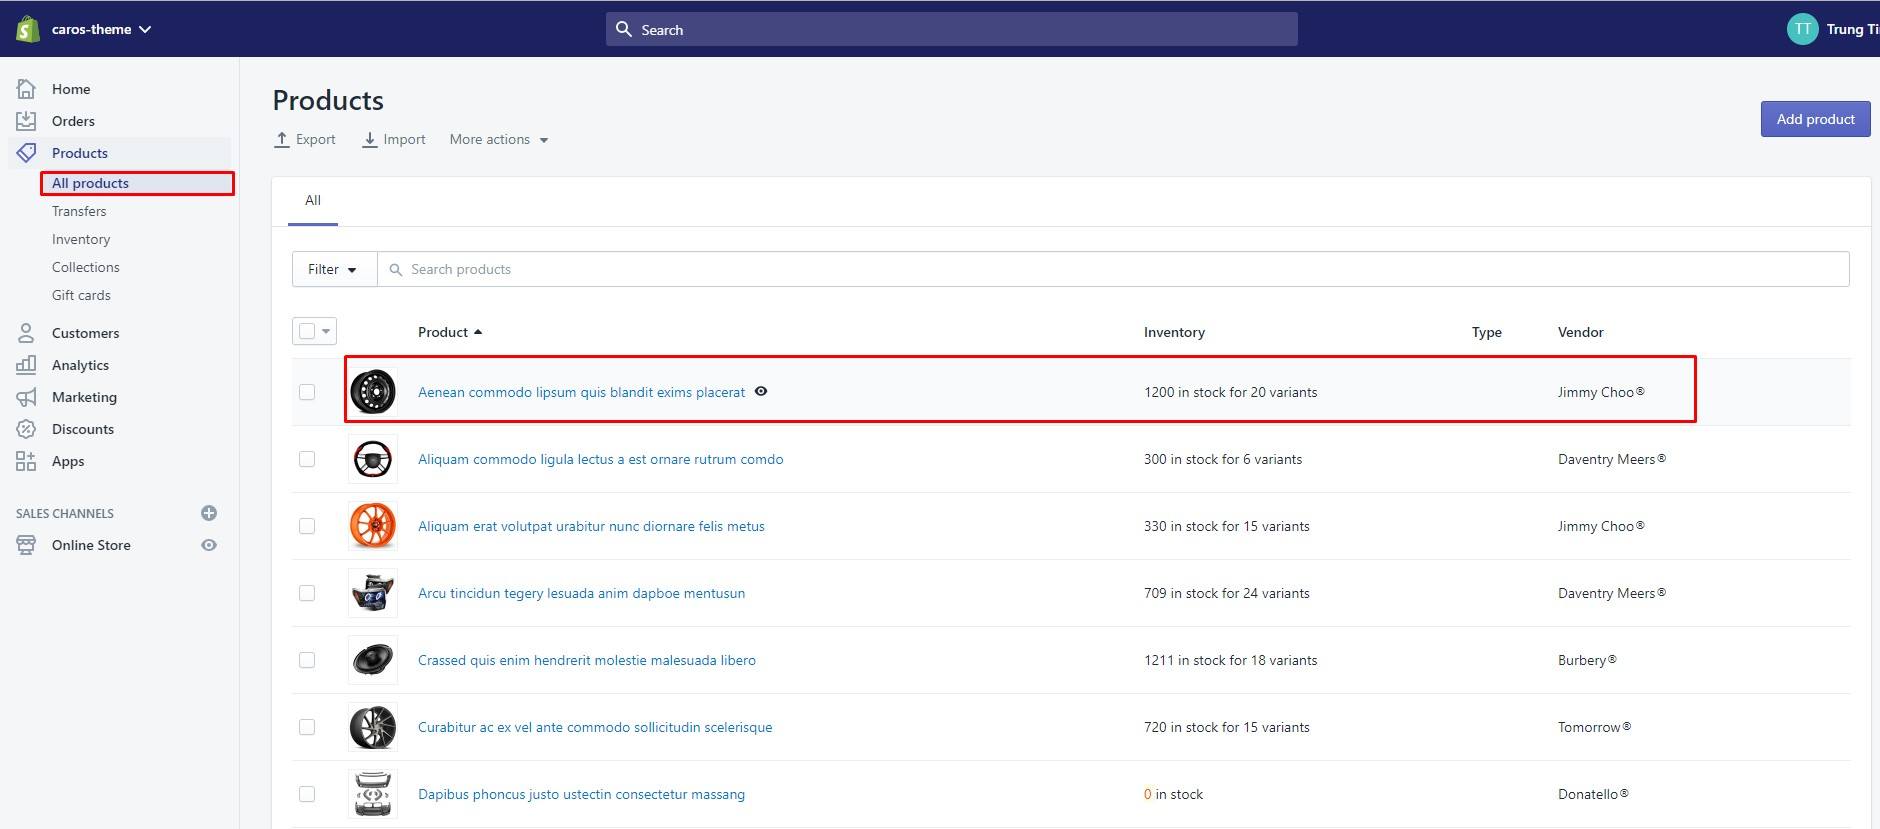 caros-theme
Search
TT Trung Ti
Home
Orders
Products
All products
Transfers
Inventory
Collections
Gift cards
Customers
Analytics
Marketing
Discounts
Apps
SALES CHANNELS
Online Store
Products
Export Import More actions
Add product
All
Filter Search products
Product Inventory Type Vendor
Aenean commodo lipsum quis blandit exims placerat 1200 in stock for 20 variants Jimmy Choo®
Aliquam commodo ligula lectus a est ornare rutrum comdo 300 in stock for 6 variants Daventry Meers®
Aliquam erat volutpat urabitur nunc diornare felis metus 330 in stock for 15 variants Jimmy Choo®
Arcu tincidun tegery lesuada anim dapboe mentusun 709 in stock for 24 variants Daventry Meers®
Crassed quis enim hendrerit molestie malesuada libero 1211 in stock for 18 variants Burbery®
Curabitur ac ex vel ante commodo sollicitudin scelerisque 720 in stock for 15 variants Tomorrow®
Dapibus phoncus justo ustectin consectetur massang 0 in stock Donatello®